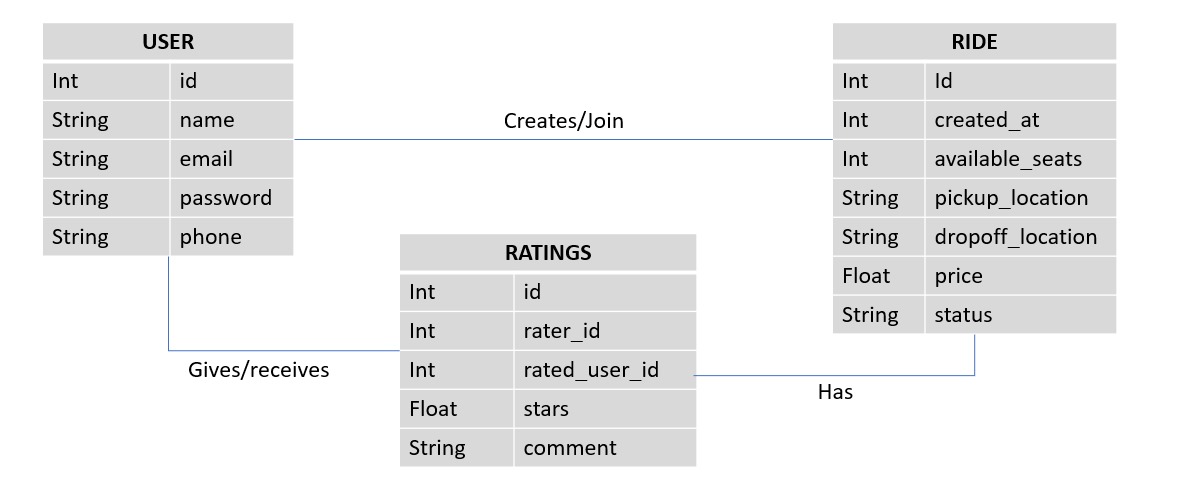 USER
Int id
String name
String email
String password
String phone
Creates/Join
RIDE
Int Id
Int created_at
Int available_seats
String pickup_location
String dropoff_location
Float price
String status
RATINGS
Int id
Int rater_id
Int rated_user_id
Float stars
String comment
Gives/receives
Has